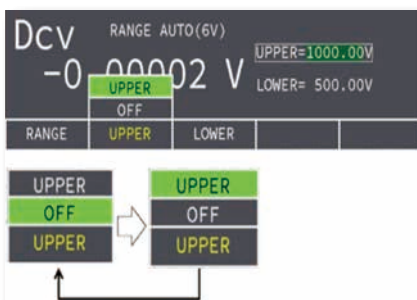 Dcv RANGE AUTO(6V)
UPPER=1000.00V
-0.00002 V
LOWER= 500.00V
UPPER
OFF
RANGE UPPER LOWER
UPPER UPPER
OFF OFF
UPPER UPPER